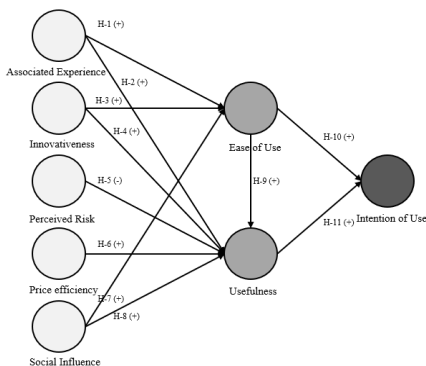 H-1 (+)
Associated Experience
H-2 (+)
H-3 (+)
Innovativeness
H-4 (+)
Ease of Use
H-10 (+)
H-5 (-)
H-9 (+)
Perceived Risk
Intention of Use
H-11 (+)
H-6 (+)
Price efficiency
Usefulness
H-7 (+)
H-8 (+)
Social Influence